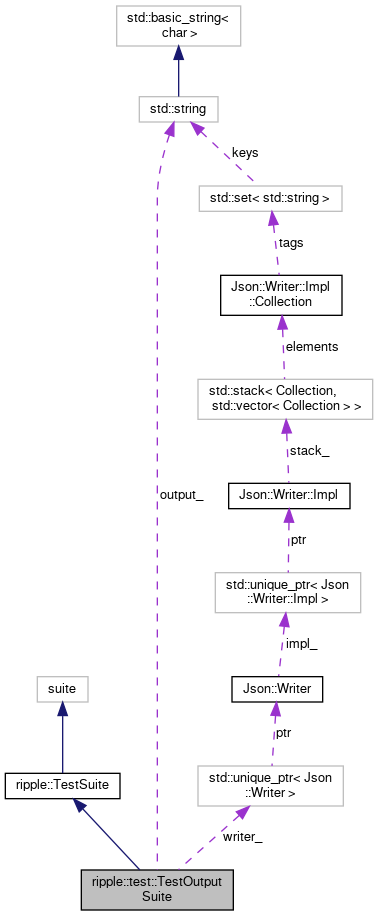 std::basic_string<
char >
std::string
keys
std::set< std::string >
tags
Json::Writer::Impl
::Collection
elements
std::stack< Collection,
std::vector< Collection > >
stack_
output_
Json::Writer::Impl
ptr
std::unique_ptr< Json
::Writer::Impl >
impl_
suite
Json::Writer
ptr
ripple::TestSuite
std::unique_ptr< Json
::Writer >
writer_
ripple::test::TestOutput
Suite